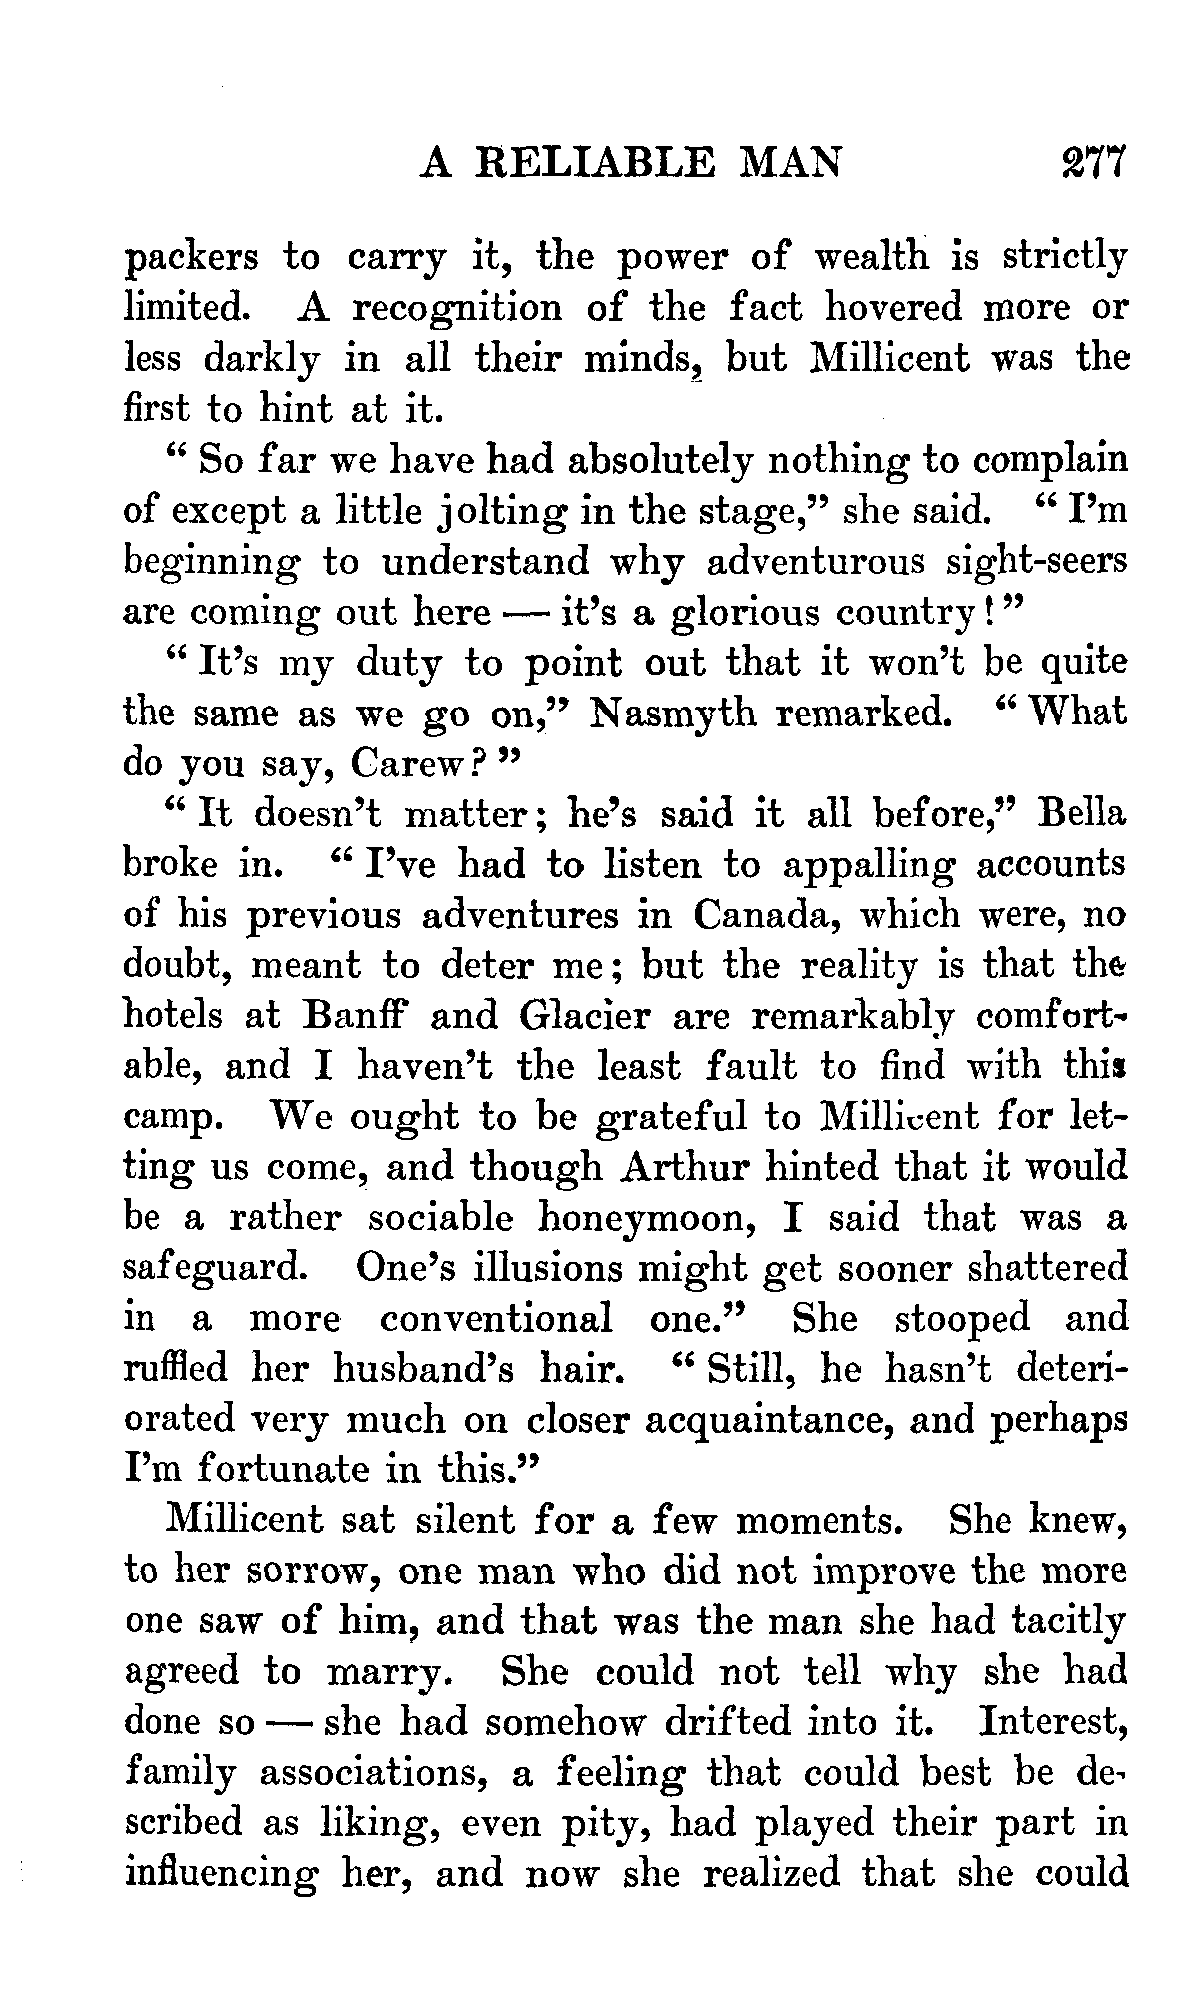 A RELIABLE MAN 277
packers to carry it, the power of wealth is strictly
limited. A recognition of the fact hovered more or
less darkly in all their minds, but Millicent was the
first to hint at it.
“ So far we have had absolutely nothing to complain
of except a little jolting in the stage,” she said. “ I’m
beginning to understand why adventurous sight-seers
are coming out here — it’s a glorious country ! ”
“ It’s my duty to point out that it won’t be quite
the same as we go on,” Nasmyth remarked. “ What
do you say, Carew? ”
“ It doesn’t matter; he’s said it all before,” Bella
broke in. “ I’ve had to listen to appalling accounts
of his previous adventures in Canada, which were, no
doubt, meant to deter me; but the reality is that the
hotels at Banff and Glacier are remarkably comfort-
able, and I haven’t the least fault to find with this
camp. We ought to be grateful to Millicent for let-
ting us come, and though Arthur hinted that it would
be a rather sociable honeymoon, I said that was a
safeguard. One’s illusions might get sooner shattered
in a more conventional one.” She stooped and
ruffled her husband’s hair. “ Still, he hasn’t deteri-
orated very much on closer acquaintance, and perhaps
I’m fortunate in this.”
Millicent sat silent for a few moments. She knew,
to her sorrow, one man who did not improve the more
one saw of him, and that was the man she had tacitly
agreed to marry. She could not tell why she had
done so — she had somehow drifted into it. Interest,
family associations, a feeling that could best be de-
scribed as liking, even pity, had played their part in
influencing her, and now she realized that she could